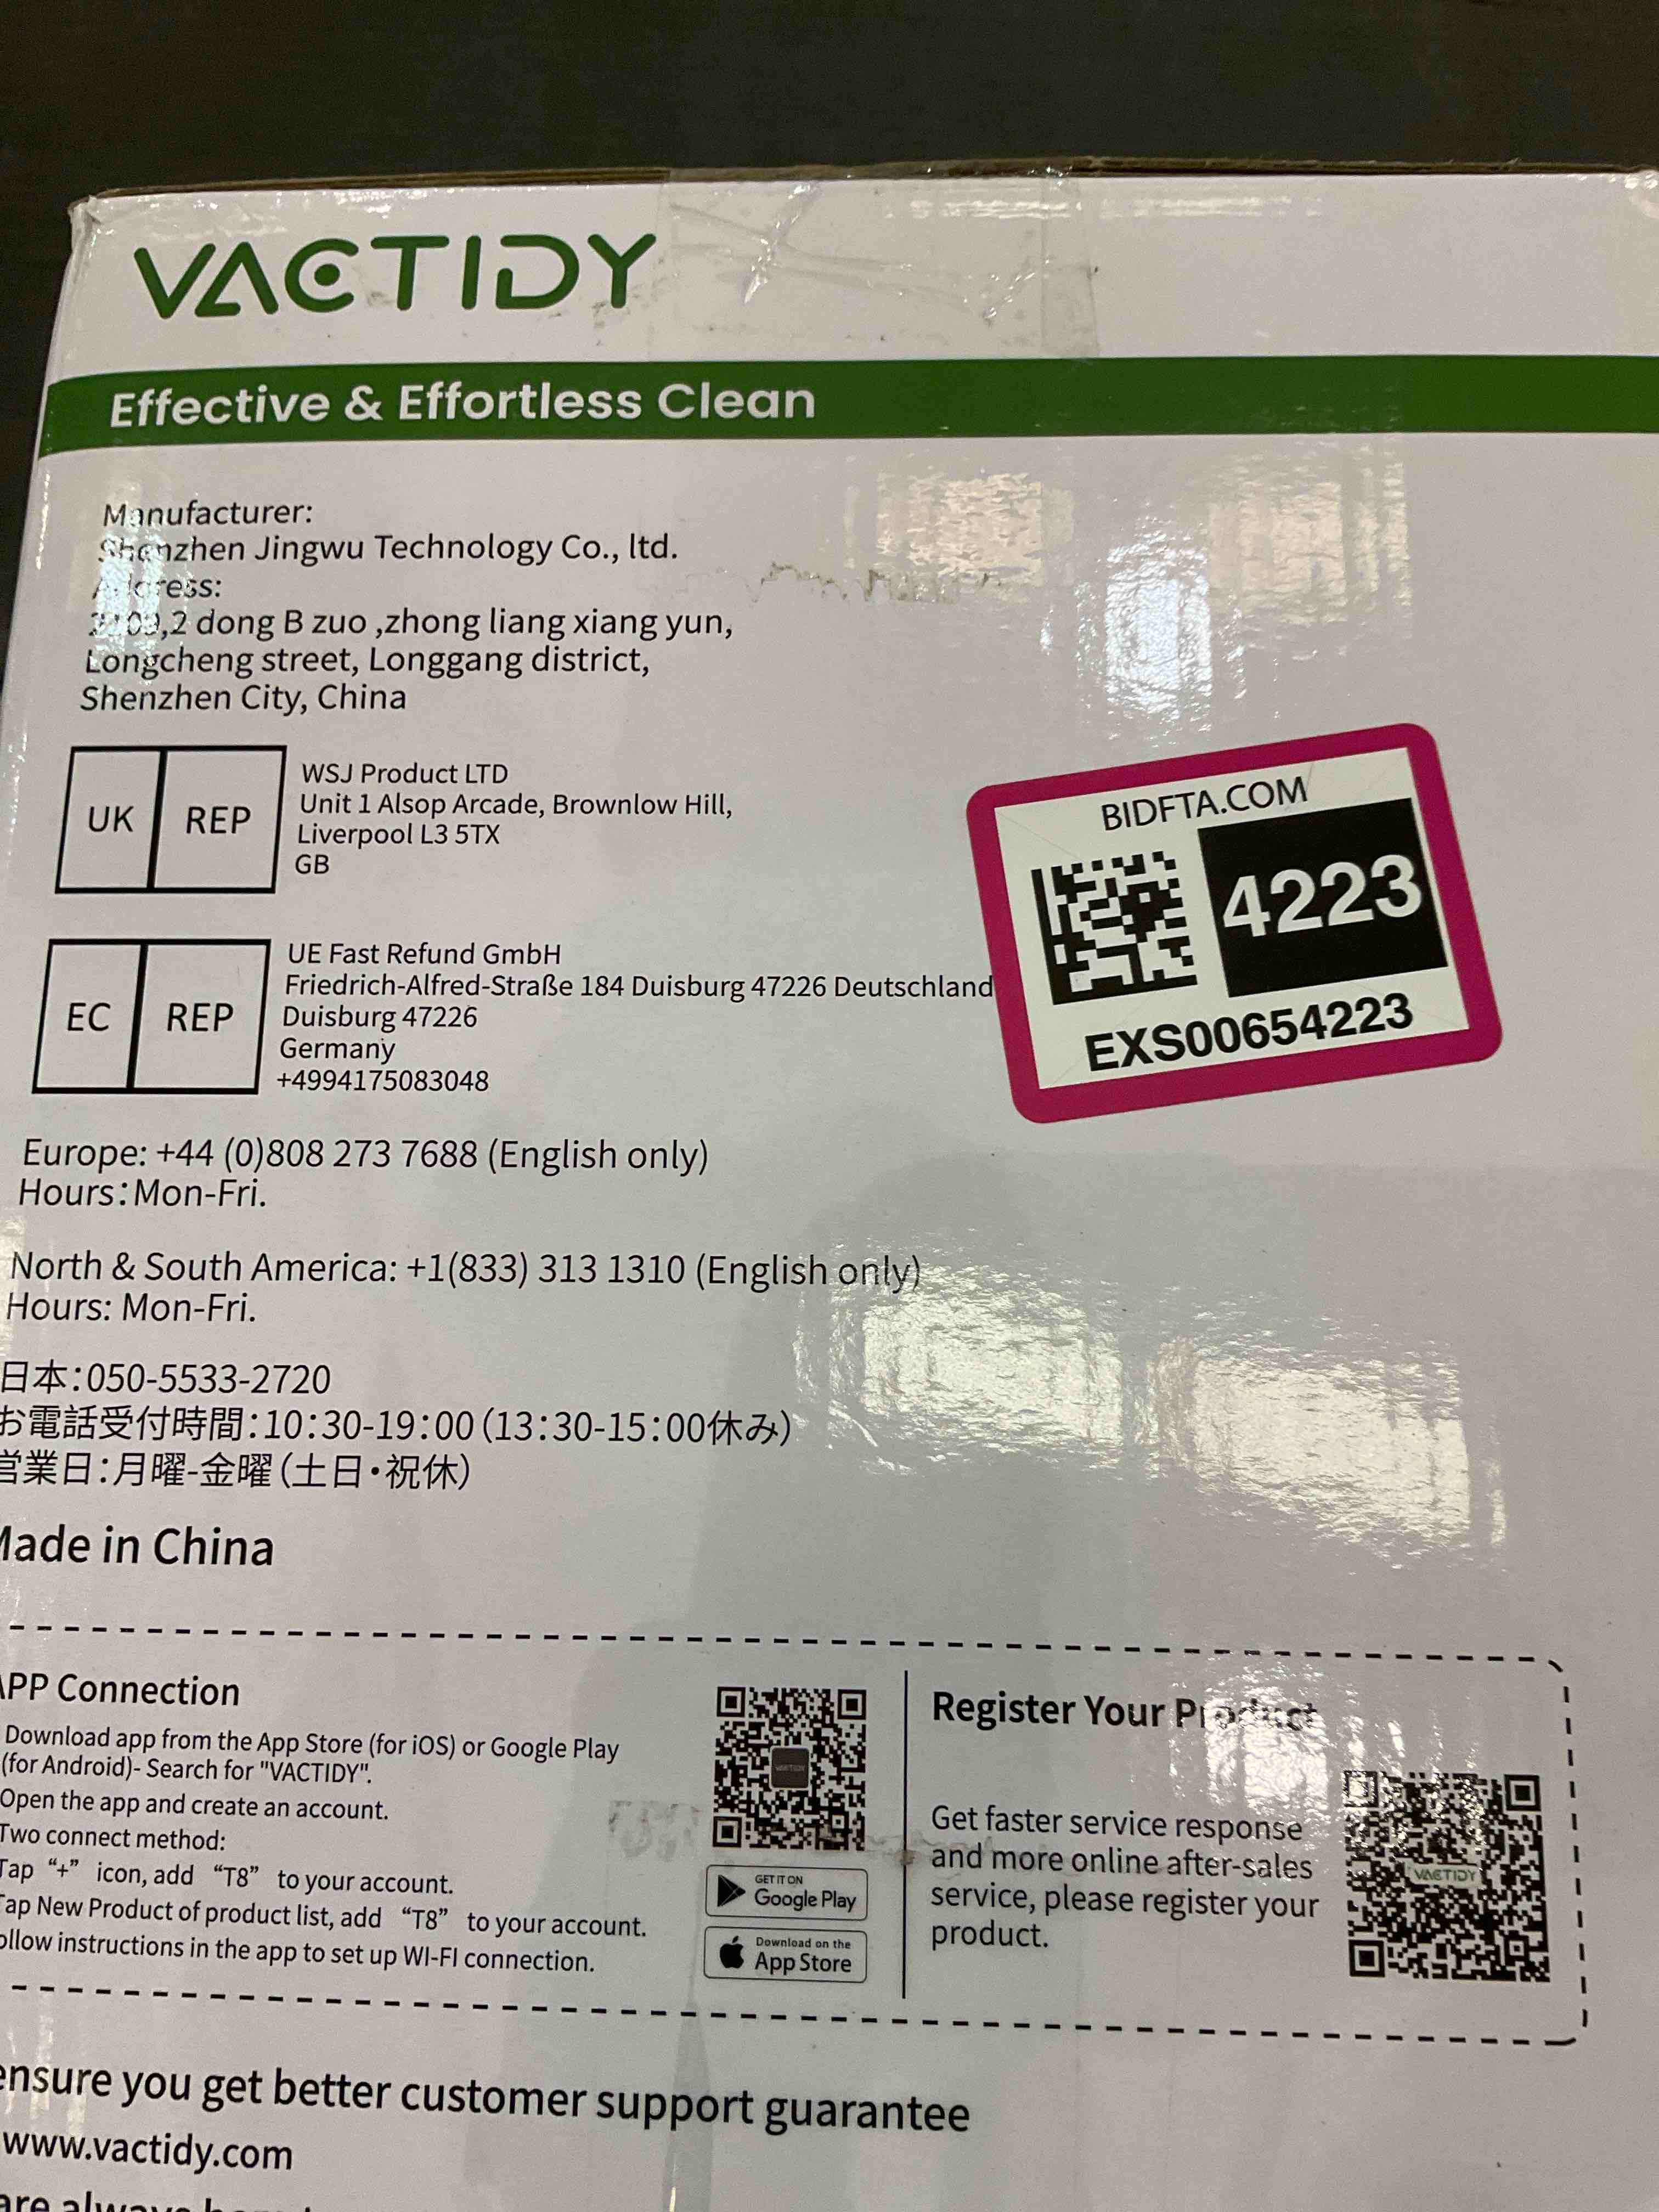 VACTIDY
Effective & Effortless Clean
Manufacturer:
Shenzhen Jingwu Technology Co., ltd.
Address:
,2 dong B zuo ,zhong liang xiang yun,
Longcheng street, Longgang district,
Shenzhen City, China
UK REP
WSJ Product LTD
Unit 1 Alsop Arcade, Brownlow Hill,
Liverpool L3 5TX
GB
BIDFTA.COM
4223
EXS00654223
EC REP
UE Fast Refund GmbH
Friedrich-Alfred-Straße 184 Duisburg 47226 Deutschland
Duisburg 47226
Germany
+4994175083048
Europe: +44 (0)808 273 7688 (English only)
Hours:Mon-Fri.
North & South America: +1(833) 313 1310 (English only)
Hours: Mon-Fri.
日本:050-5533-2720
お電話受付時間:10:30-19:00(13:30-15:00休み)
営業日:月曜-金曜(土日・祝休)
Made in China
APP Connection
Download app from the App Store (for iOS) or Google Play
(for Android)- Search for "VACTIDY".
Open the app and create an account.
Two connect method:
Tap “+” icon, add “T8” to your account.
Tap New Product of product list, add “T8” to your account.
ollow instructions in the app to set up WI-FI connection.
VACTIDY
GET IT ON
Google Play
Download on the
App Store
Register Your Product
Get faster service response
and more online after-sales
service, please register your
product.
VACTIDY
ensure you get better customer support guarantee
www.vactidy.com
are always